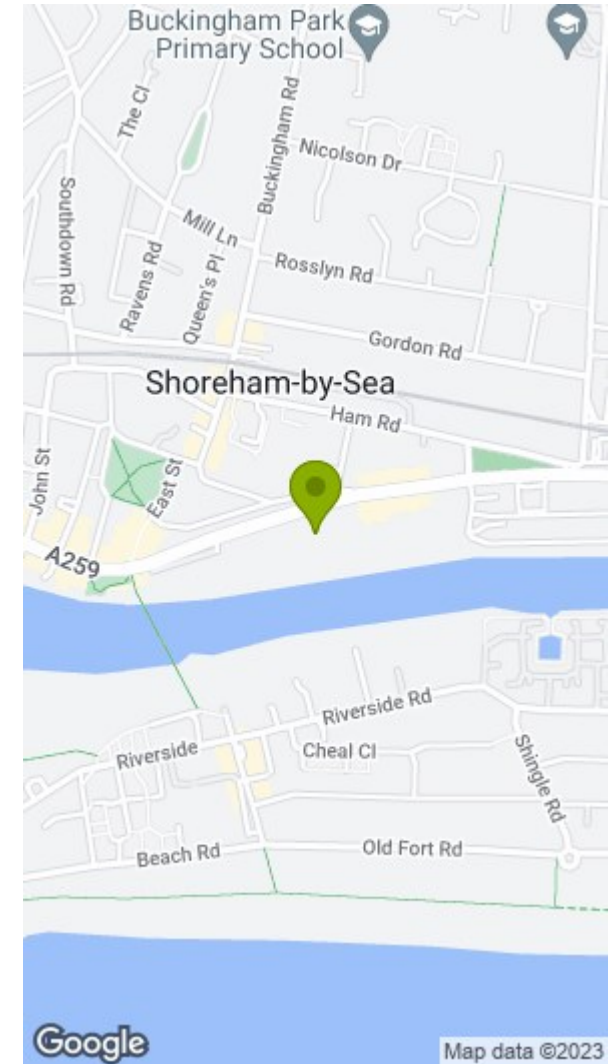 Buckingham Park
Primary School
The Cl
Buckingham Rd
Nicolson Dr
Southdown Rd
Mill Ln
Ravens Rd
Queen's Pl
Rosslyn Rd
Gordon Rd
Shoreham-by-Sea
Ham Rd
John St
East St
A259
Riverside Rd
Riverside
Cheal Cl
Shingle Rd
Beach Rd
Old Fort Rd
Google
Map data ©2023